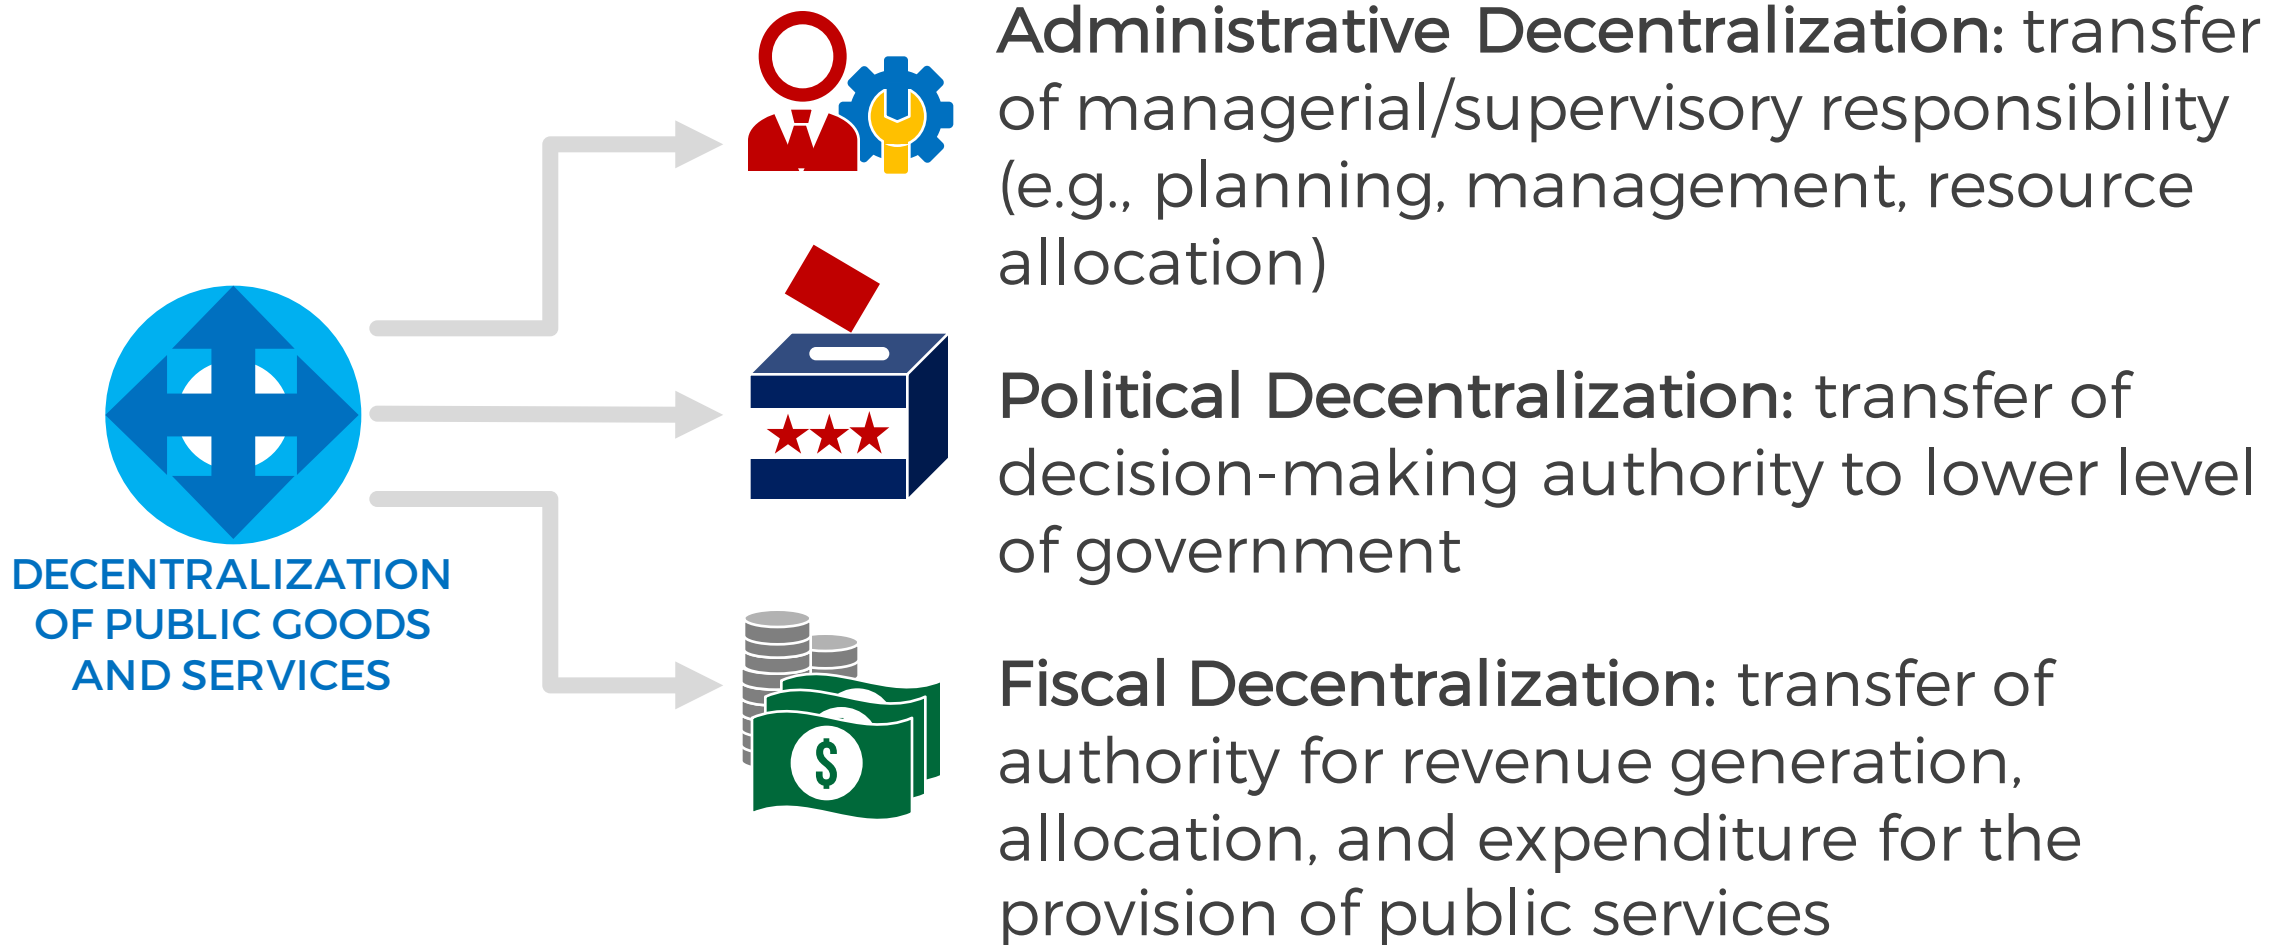 DECENTRALIZATION
OF PUBLIC GOODS
AND SERVICES
Administrative Decentralization: transfer
of managerial/supervisory responsibility
(e.g., planning, management, resource
allocation)
Political Decentralization: transfer of
decision-making authority to lower level
of government
$
Fiscal Decentralization: transfer of
authority for revenue generation,
allocation, and expenditure for the
provision of public services